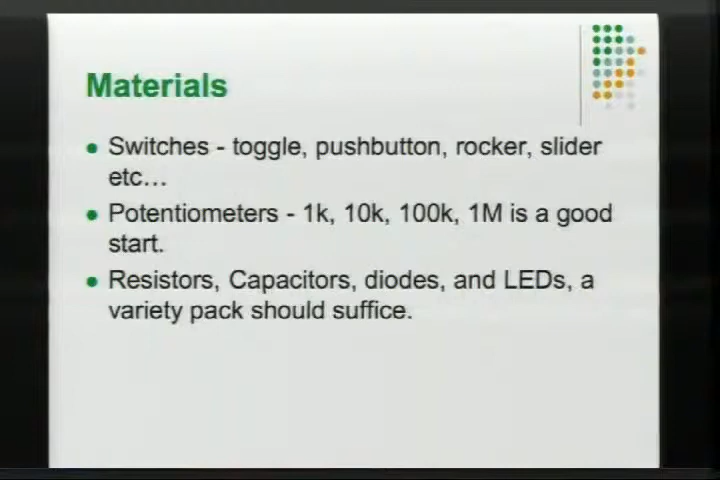 Materials
Switches - toggle, pushbutton, rocker, slider
etc...
Potentiometers - 1k, 10k, 100k, 1M is a good
start.
Resistors, Capacitors, diodes, and LEDs, a
variety pack should suffice.